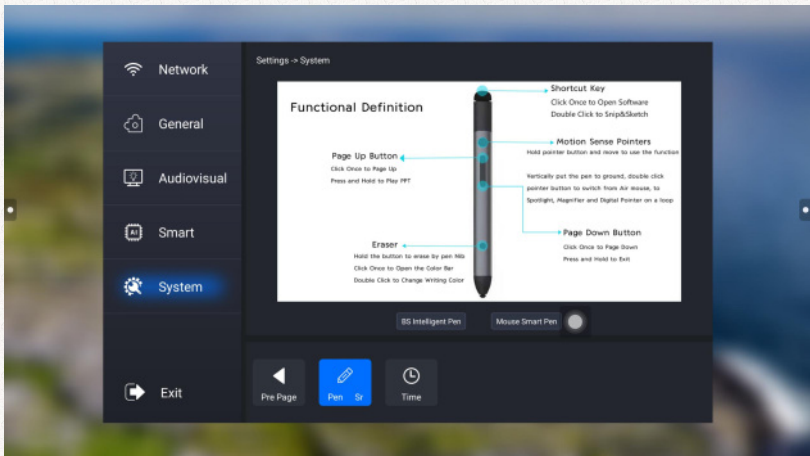 Settings -> System
Network
General
Audiovisual
Smart
System
Exit
Functional Definition
Shortcut Key
Click Once to Open Software
Double Click to Snip&Sketch
Motion Sense Pointers
Hold pointer button and move to use the function
Vertically put the pen to ground, double click
pointer button to switch from Air mouse, to
Spotlight, Magnifier and Digital Pointer on a loop
Page Up Button
Click Once to Page Up
Press and Hold to Play PPT
Page Down Button
Click Once to Page Down
Press and Hold to Exit
Eraser
Hold the button to erase by pen Nib
Click Once to Open the Color Bar
Double Click to Change Writing Color
BS Intelligent Pen
Mouse Smart Pen
Pre Page
Pen Sr
Time